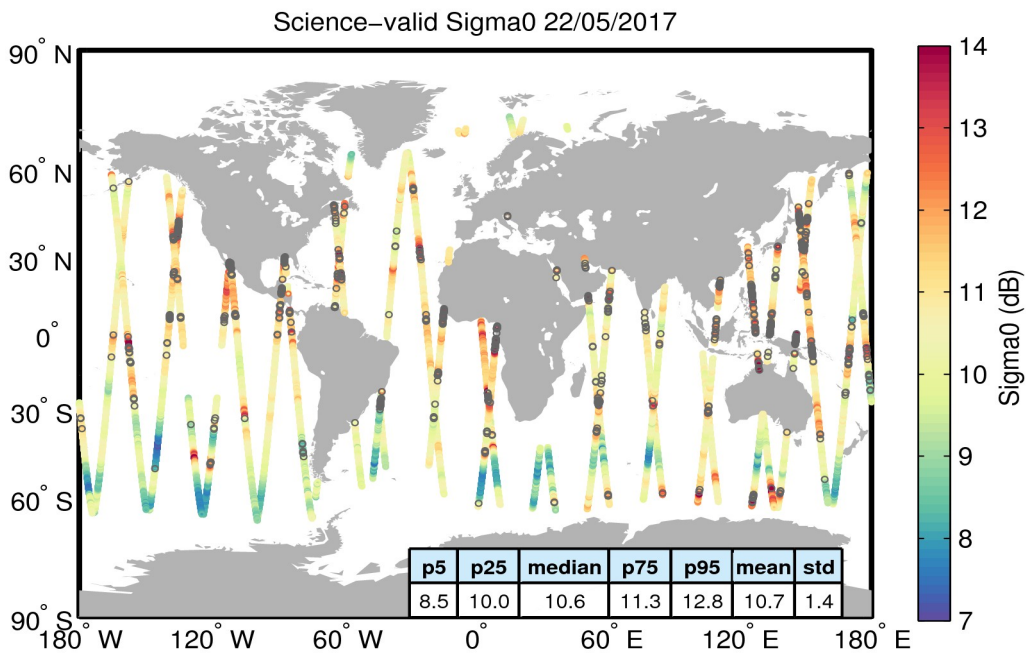 Science−valid Sigma0 22/05/2017
90° N
60° N
30° N
0°
30° S
60° S
90° S
180° W
120° W
60° W
0°
60° E
120° E
180° E
p5 p25 median p75 p95 mean std
8.5 10.0 10.6 11.3 12.8 10.7 1.4
14
13
12
11
10
9
8
7
Sigma0 (dB)